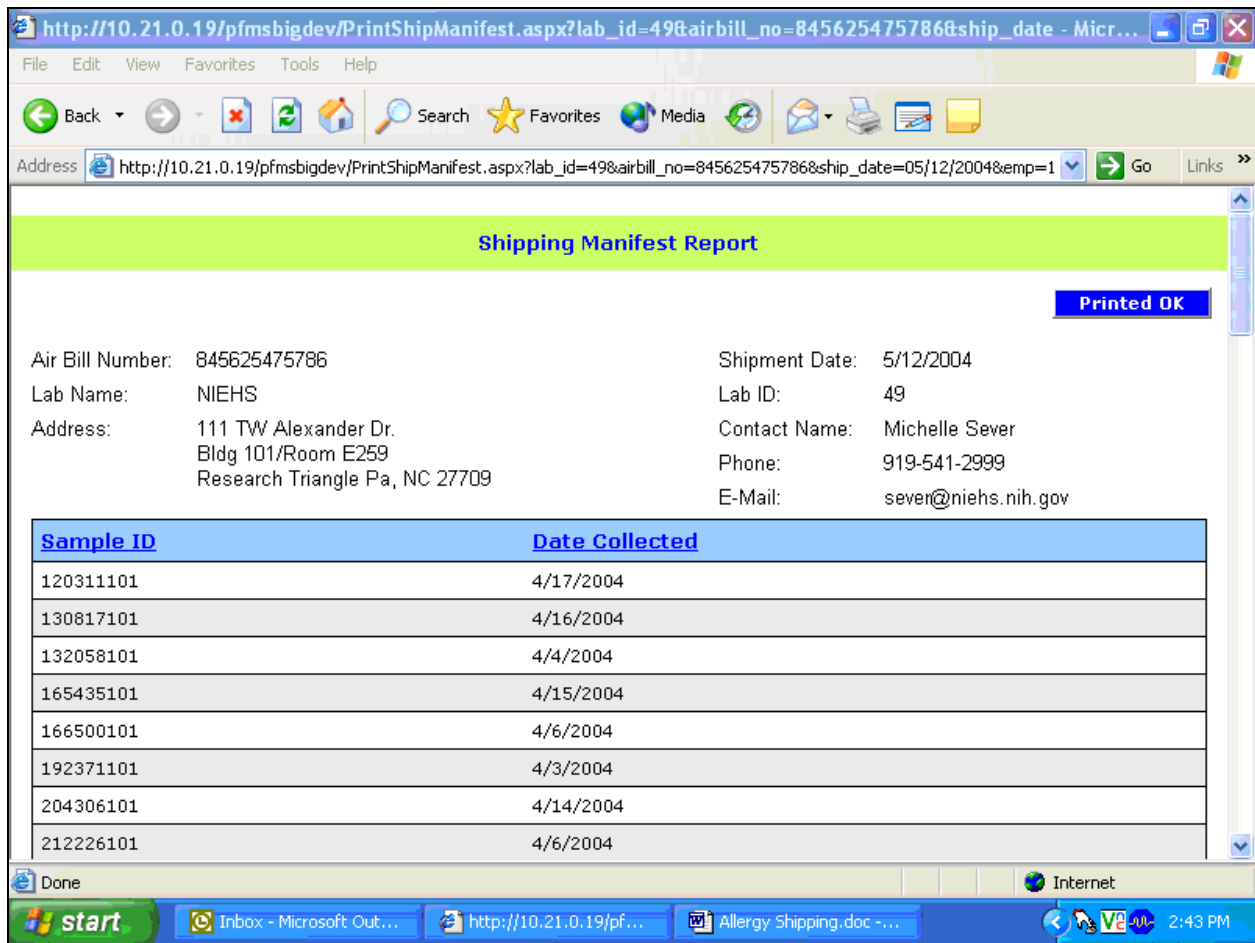 http://10.21.0.19/pfmsbigdev/PrintShipManifest.aspx?lab_id=49&airbill_no=845625475786&ship_date - Micr...
File Edit View Favorites Tools Help
Back Search Favorites Media
Address http://10.21.0.19/pfmsbigdev/PrintShipManifest.aspx?lab_id=49&airbill_no=845625475786&ship_date=05/12/2004&emp=1 Go Links »
Shipping Manifest Report
Printed OK
Air Bill Number: 845625475786 Shipment Date: 5/12/2004
Lab Name: NIEHS Lab ID: 49
Address: 111 TW Alexander Dr. Contact Name: Michelle Sever
Bldg 101/Room E259
Phone: 919-541-2999
Research Triangle Pa, NC 27709
E-Mail: sever@niehs.nih.gov
Sample ID Date Collected
120311101 4/17/2004
130817101 4/16/2004
132058101 4/4/2004
165435101 4/15/2004
166500101 4/6/2004
192371101 4/3/2004
204306101 4/14/2004
212226101 4/6/2004
Done Internet
start Inbox - Microsoft Out... http://10.21.0.19/pf... Allergy Shipping.doc -... 2:43 PM